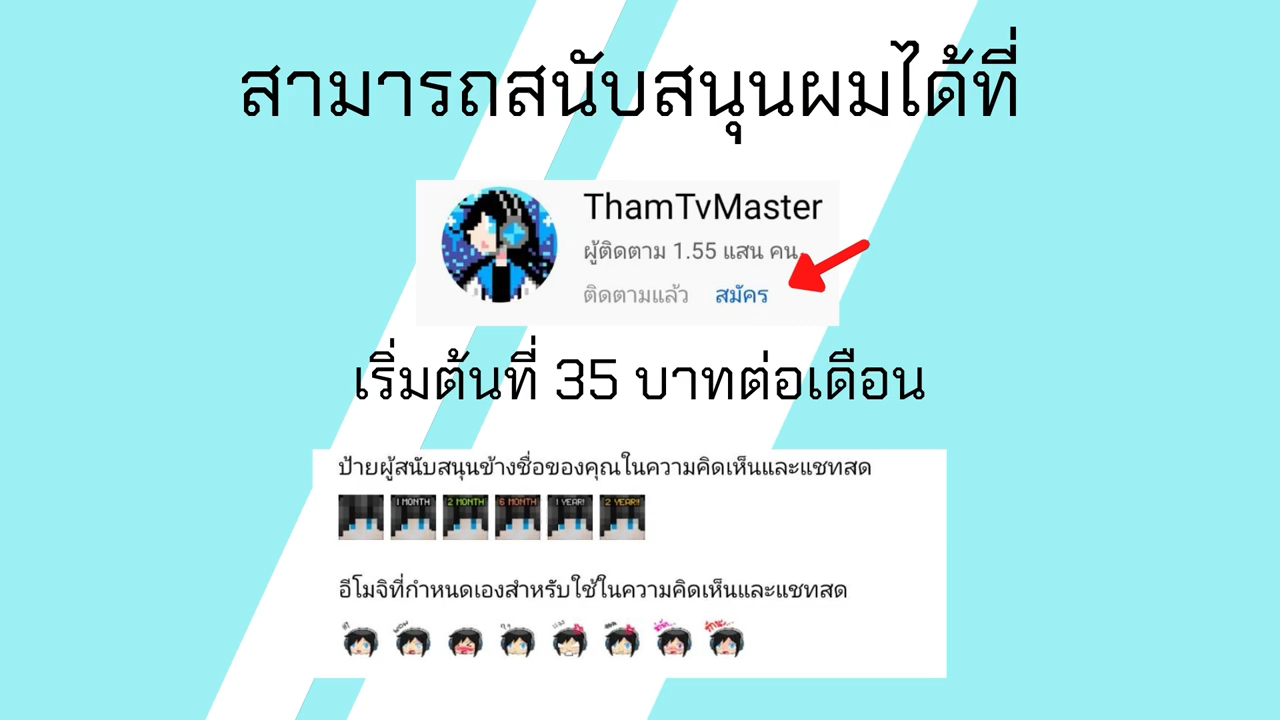 สามารถสนับสนุนผมได้ที่
ThamTvMaster
ผู้ติดตาม 1.55 แสน คน
ติดตามแล้ว สมัคร
เริ่มต้นที่ 35 บาทต่อเดือน
ป้ายผู้สนับสนุนข้างชื่อของคุณในความคิดเห็นและแชทสด
1 MONTH 2 MONTH 6 MONTH 1 YEAR! 2 YEAR!!
อีโมจิที่กำหนดเองสำหรับใช้ในความคิดเห็นและแชทสด